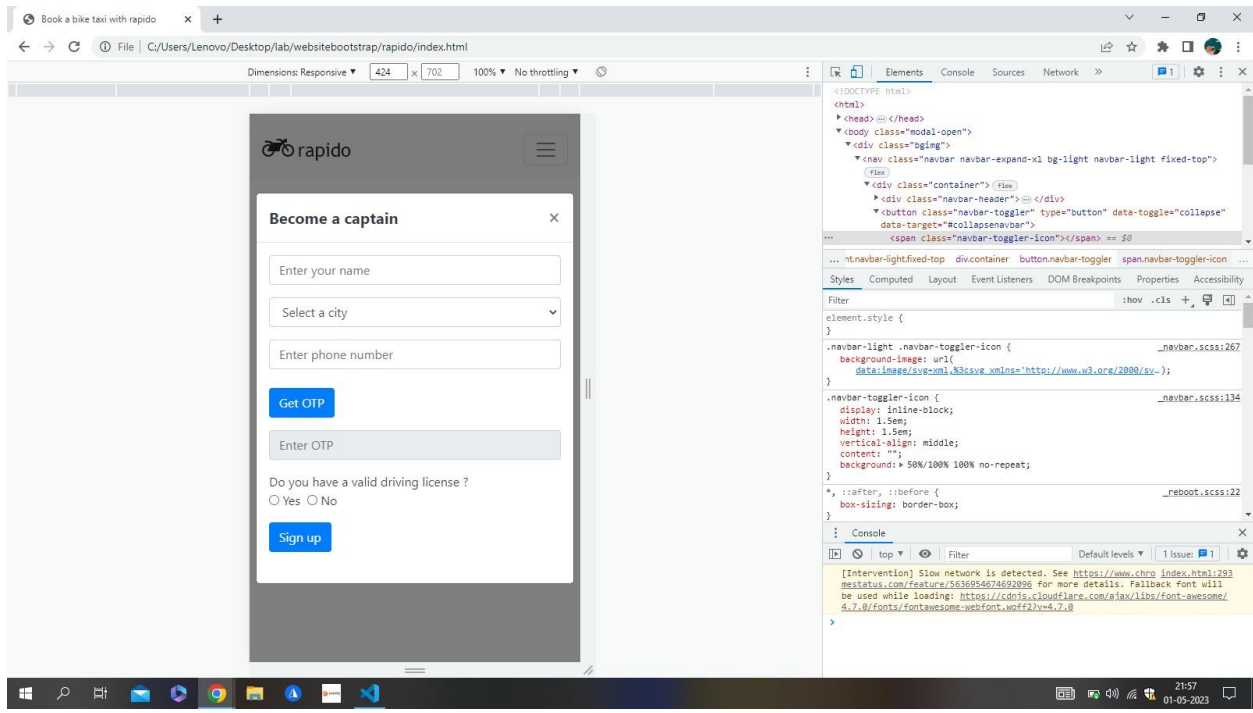 Book a bike taxi with rapido
File | C:/Users/Lenovo/Desktop/lab/websitebootstrap/rapido/index.html
Dimensions: Responsive ▼ 424 x 702 100% ▼ No throttling ▼
rapido
Become a captain ×
Enter your name
Select a city
Enter phone number
Get OTP
Enter OTP
Do you have a valid driving license ?
Yes No
Sign up
Elements Console Sources Network » 1
<!DOCTYPE html>
<html>
▶<head>…</head>
▼<body class="modal-open">
▼<div class="bgimg">
▼<nav class="navbar navbar-expand-xl bg-light navbar-light fixed-top">
flex
▼<div class="container"> flex
▶<div class="navbar-header">…</div>
▼<button class="navbar-toggler" type="button" data-toggle="collapse"
data-target="#collapsenavbar">
<span class="navbar-toggler-icon"></span> == $0
... nt.navbar-light.fixed-top div.container button.navbar-toggler span.navbar-toggler-icon ...
Styles Computed Layout Event Listeners DOM Breakpoints Properties Accessibility
Filter :hov .cls +
element.style {
}
.navbar-light .navbar-toggler-icon { _navbar.scss:267
background-image: url(
data:image/svg+xml,%3csvg xmlns='http://www.w3.org/2000/sv…);
}
.navbar-toggler-icon { _navbar.scss:134
display: inline-block;
width: 1.5em;
height: 1.5em;
vertical-align: middle;
content: "";
background: ▶ 50%/100% 100% no-repeat;
}
*, ::after, ::before { _reboot.scss:22
box-sizing: border-box;
}
Console
top ▼ Filter Default levels ▼ 1 Issue: 1
[Intervention] Slow network is detected. See https://www.chro index.html:293
mestatus.com/feature/5636954674692096 for more details. Fallback font will
be used while loading: https://cdnjs.cloudflare.com/ajax/libs/font-awesome/
4.7.0/fonts/fontawesome-webfont.woff2?v=4.7.0
21:57
01-05-2023